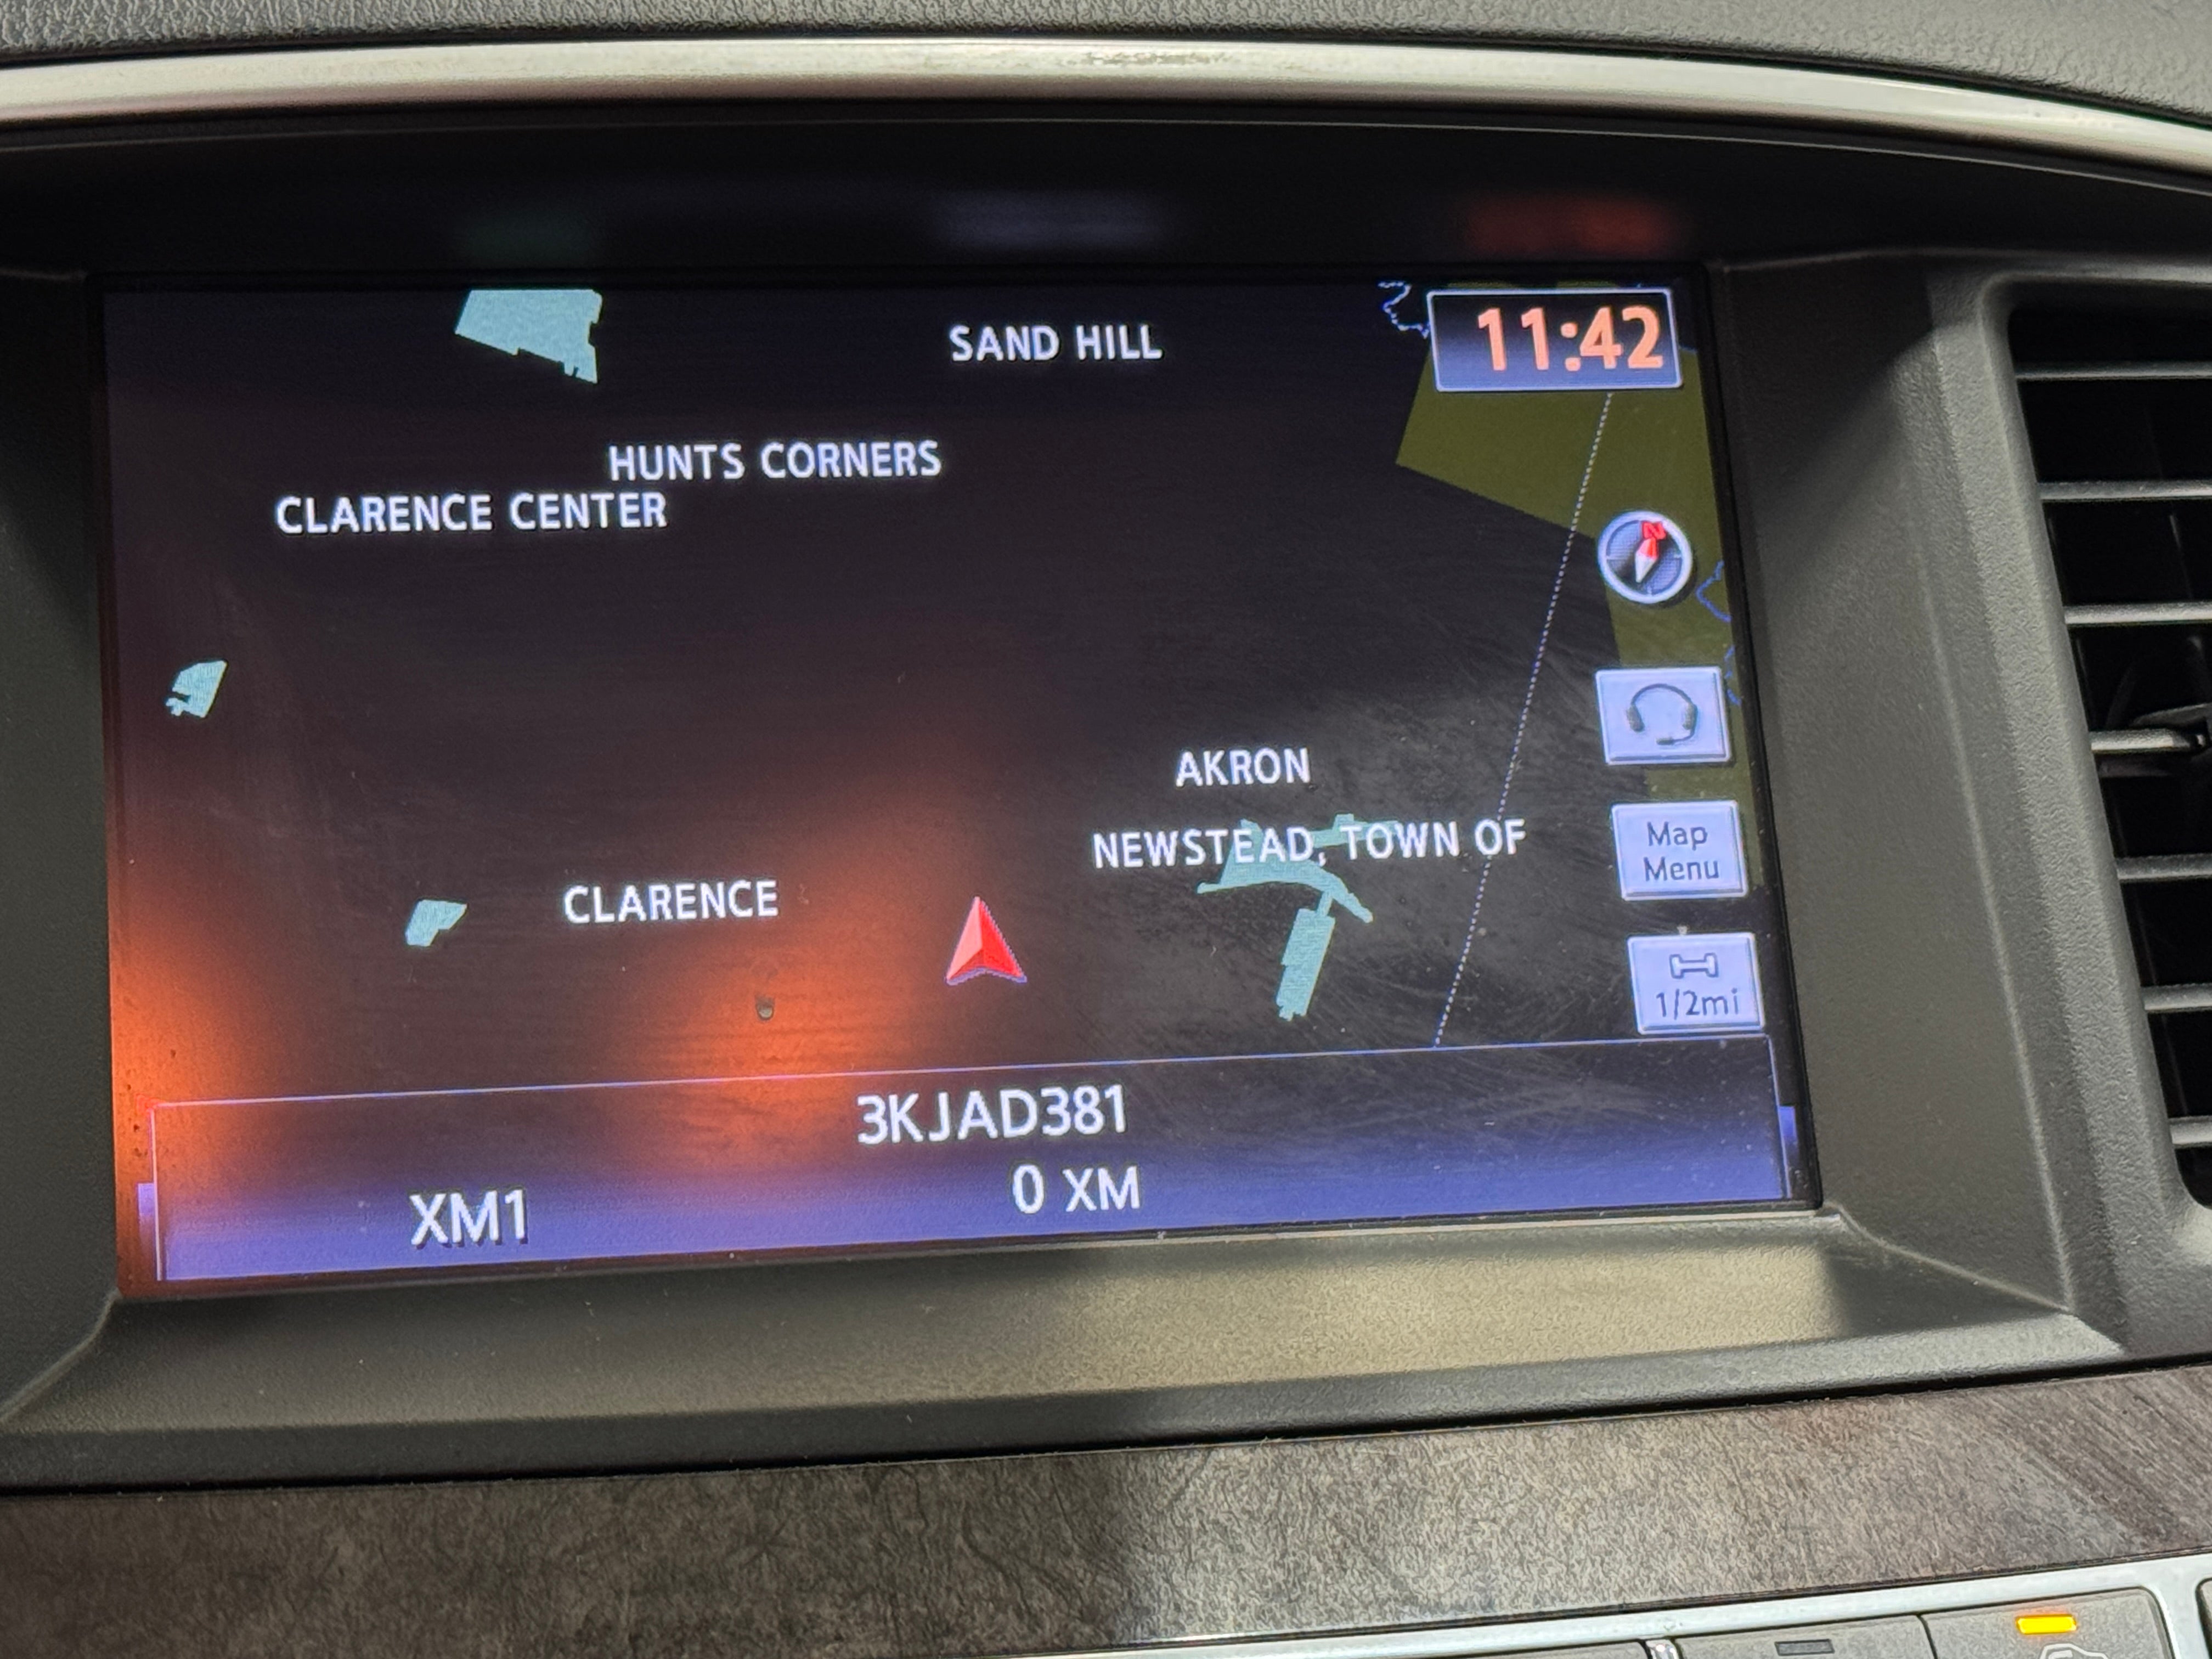 SAND HILL
11:42
HUNTS CORNERS
CLARENCE CENTER
N
AKRON
NEWSTEAD, TOWN OF
Map
Menu
CLARENCE
1/2mi
3KJAD381
0 XM
XM1